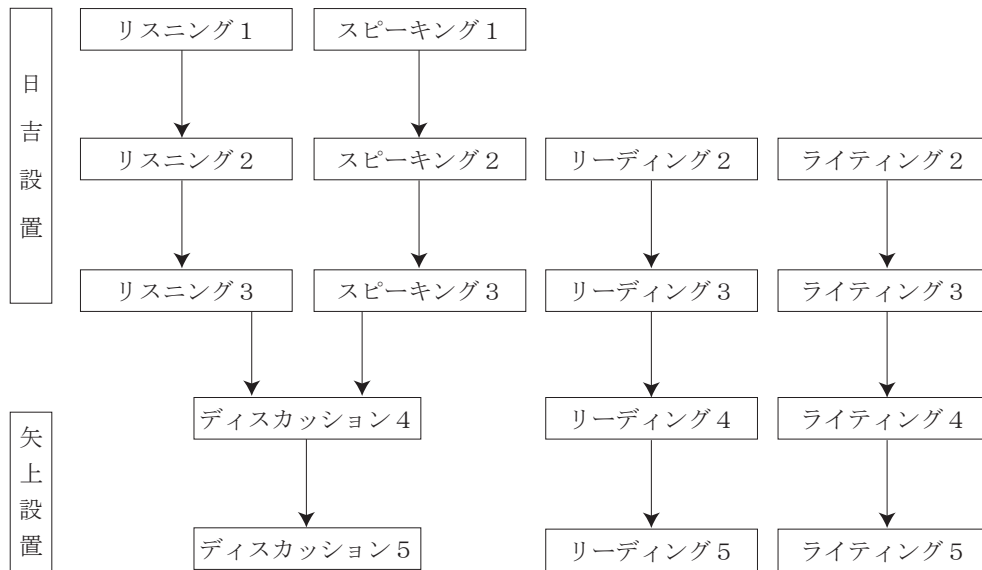 日吉設置
リスニング1
スピーキング1
リスニング2
スピーキング2
リーディング2
ライティング2
リスニング3
スピーキング3
リーディング3
ライティング3
矢上設置
ディスカッション4
リーディング4
ライティング4
ディスカッション5
リーディング5
ライティング5